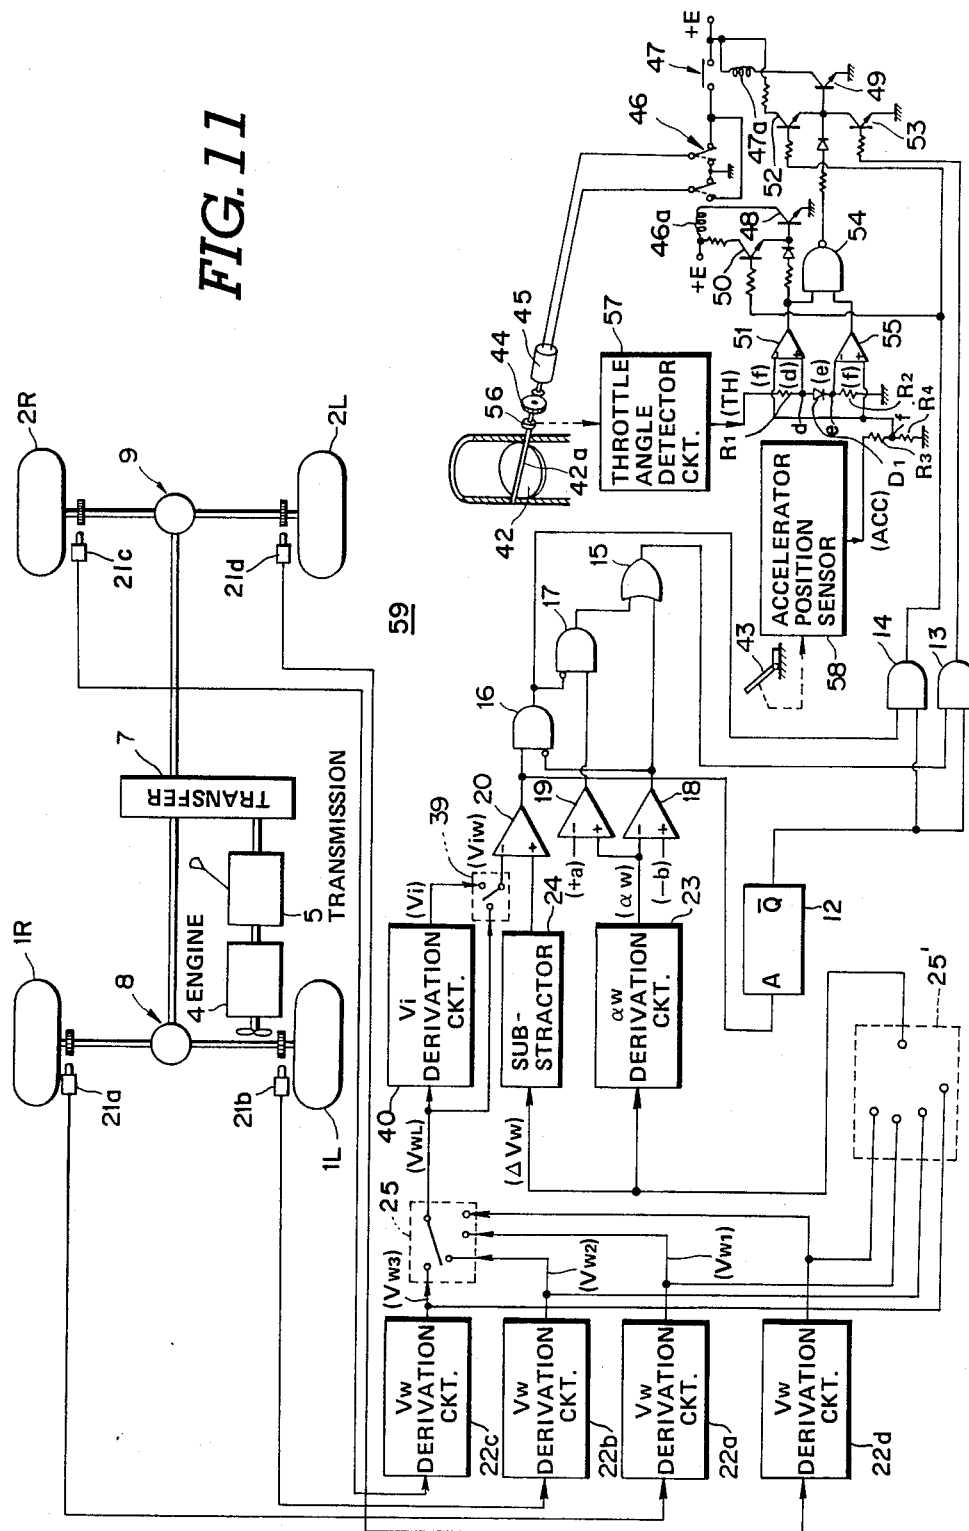 FIG.11
1R
2R
8
7
9
21a
21c
4 ENGINE
TRANSFER
5
TRANSMISSION
21b
21d
1L
2L
59
42
42a
56
44
45
46
47
+E
25
(VW3)
(VWL)
40
Vi
DERIVATION
CKT.
(Vi)
39
(Viw)
20
16
17
15
57
THROTTLE
ANGLE
DETECTOR
CKT.
(TH)
+E
46a
50
48
52
47a
49
53
51
54
55
R1
(f)
(d)
d
(e)
e
(f)
R2
f
R4
R3
D1
(ACC)
22c
VW
DERIVATION
CKT.
22b
VW
DERIVATION
CKT.
(VW2)
22a
VW
DERIVATION
CKT.
(VW1)
22d
VW
DERIVATION
CKT.
(ΔVW)
SUB-
STRACTOR
24
(+a)
19
αW
DERIVATION
CKT.
23
(αW)
(-b)
18
-
+
-
+
-
+
-
+
-
+
43
58
ACCELERATOR
POSITION
SENSOR
14
13
A
Q̅
12
25'